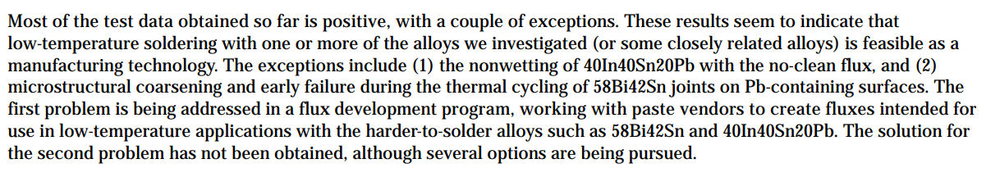 Most of the test data obtained so far is positive, with a couple of exceptions. These results seem to indicate that
low-temperature soldering with one or more of the alloys we investigated (or some closely related alloys) is feasible as a
manufacturing technology. The exceptions include (1) the nonwetting of 40In40Sn20Pb with the no-clean flux, and (2)
microstructural coarsening and early failure during the thermal cycling of 58Bi42Sn joints on Pb-containing surfaces. The
first problem is being addressed in a flux development program, working with paste vendors to create fluxes intended for
use in low-temperature applications with the harder-to-solder alloys such as 58Bi42Sn and 40In40Sn20Pb. The solution for
the second problem has not been obtained, although several options are being pursued.